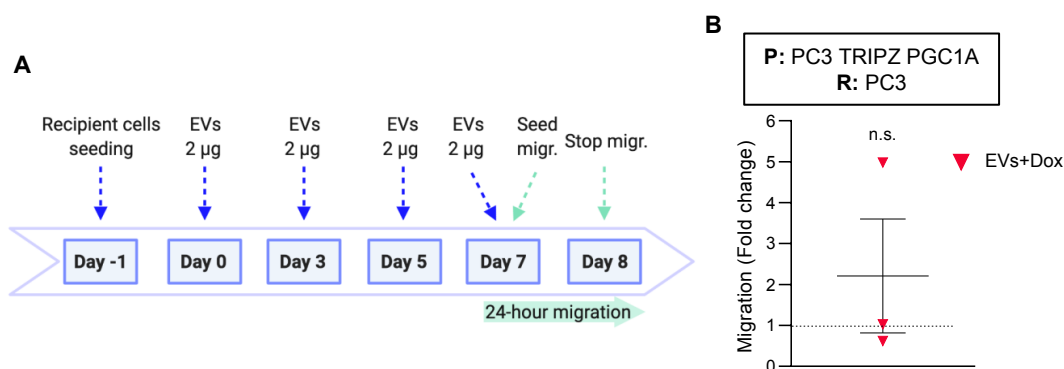 A
Recipient cells
seeding
EVs
2 µg
EVs
2 µg
EVs
2 µg
EVs
2 µg
Seed
migr.
Stop migr.
Day -1
Day 0
Day 3
Day 5
Day 7
Day 8
24-hour migration
B
P: PC3 TRIPZ PGC1A
R: PC3
Migration (Fold change)
6
5
4
3
2
1
0
n.s.
EVs+Dox